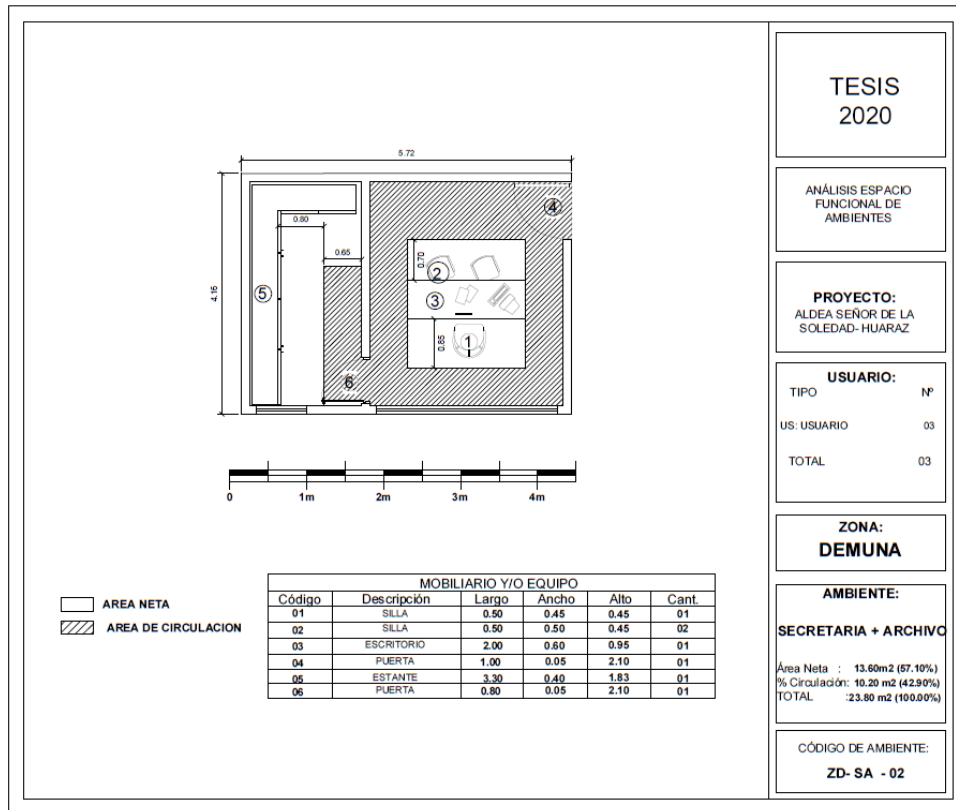 5.72
4.16
0.80
0.65
0.70
0.85
1
2
3
4
5
6
0 1m 2m 3m 4m
AREA NETA
AREA DE CIRCULACION
MOBILIARIO Y/O EQUIPO
Código Descripción Largo Ancho Alto Cant.
01 SILLA 0.50 0.45 0.45 01
02 SILLA 0.50 0.50 0.45 02
03 ESCRITORIO 2.00 0.60 0.95 01
04 PUERTA 1.00 0.05 2.10 01
05 ESTANTE 3.30 0.40 1.83 01
06 PUERTA 0.80 0.05 2.10 01
TESIS
2020
ANÁLISIS ESPACIO
FUNCIONAL DE
AMBIENTES
PROYECTO:
ALDEA SEÑOR DE LA
SOLEDAD- HUARAZ
USUARIO:
TIPO Nº
US: USUARIO 03
TOTAL 03
ZONA:
DEMUNA
AMBIENTE:
SECRETARIA + ARCHIVO
Área Neta : 13.60m2 (57.10%)
% Circulación: 10.20 m2 (42.90%)
TOTAL :23.80 m2 (100.00%)
CÓDIGO DE AMBIENTE:
ZD- SA - 02